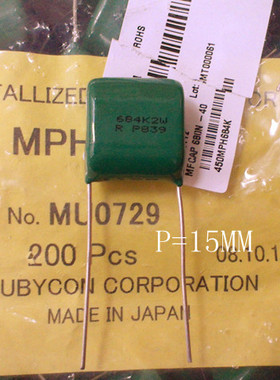 ROHS
Lot: MT000061
TALLIZED
MFCAP 680N - 40
450MPH684K
MPH
684K2W
R P839
No. MU0729
P=15MM
200 Pcs
08.10.1
UBYCON CORPORATION
MADE IN JAPAN